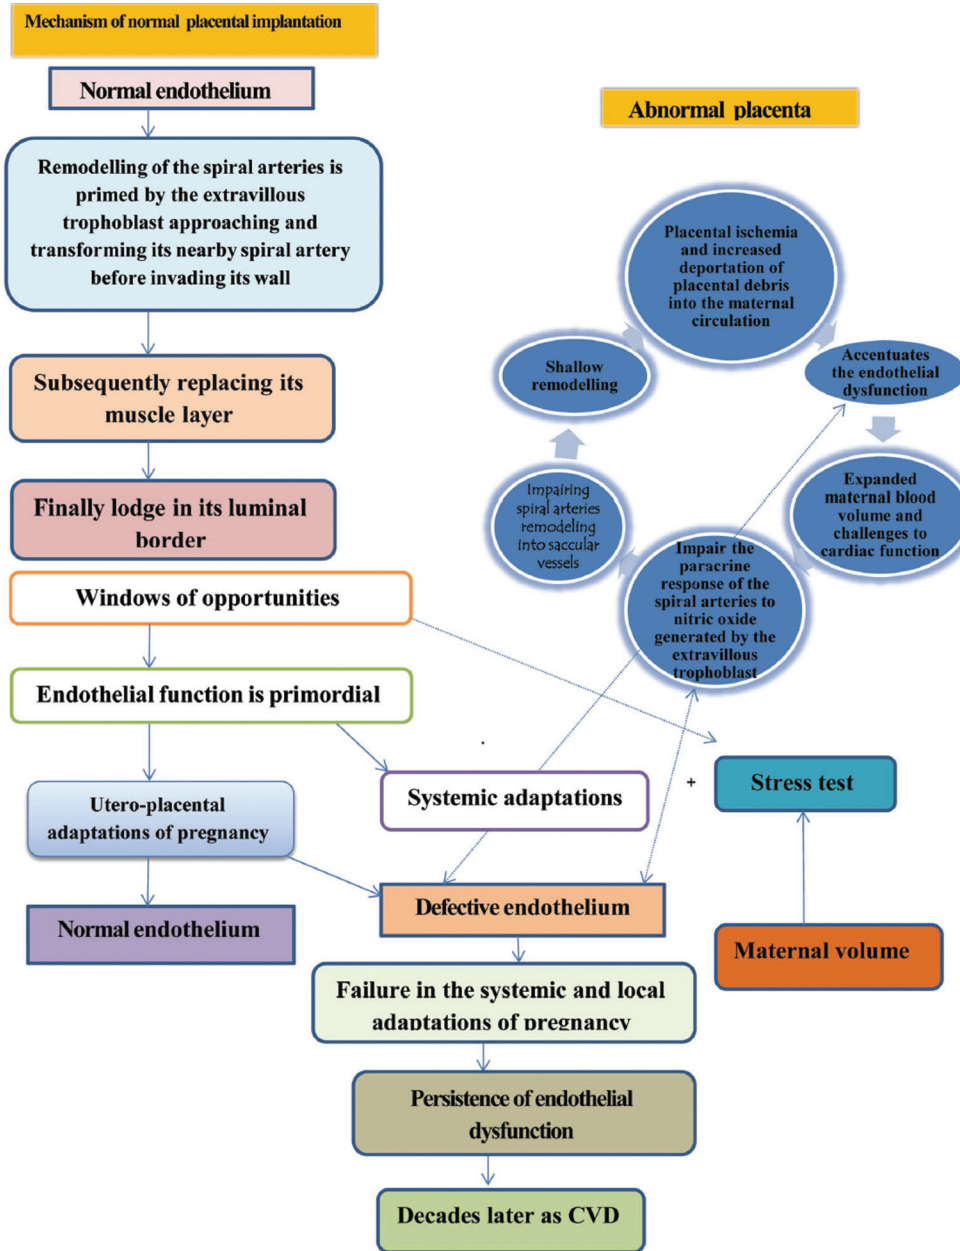 Mechanism of normal placental implantation
Normal endothelium
Remodelling of the spiral arteries is
primed by the extravillous
trophoblast approaching and
transforming its nearby spiral artery
before invading its wall
Subsequently replacing its
muscle layer
Finally lodge in its luminal
border
Windows of opportunities
Endothelial function is primordial
Utero-placental
adaptations of pregnancy
Normal endothelium
Systemic adaptations
Defective endothelium
Failure in the systemic and local
adaptations of pregnancy
Persistence of endothelial
dysfunction
Decades later as CVD
Abnormal placenta
Placental ischemia
and increased
deportation of
placental debris
into the maternal
circulation
Accentuates
the endothelial
dysfunction
Expanded
maternal blood
volume and
challenges to
cardiac function
Impair the
paracrine
response of the
spiral arteries to
nitric oxide
generated by the
extravillous
trophoblast
Impairing
spiral arteries
remodeling
into saccular
vessels
Shallow
remodelling
+
Stress test
Maternal volume